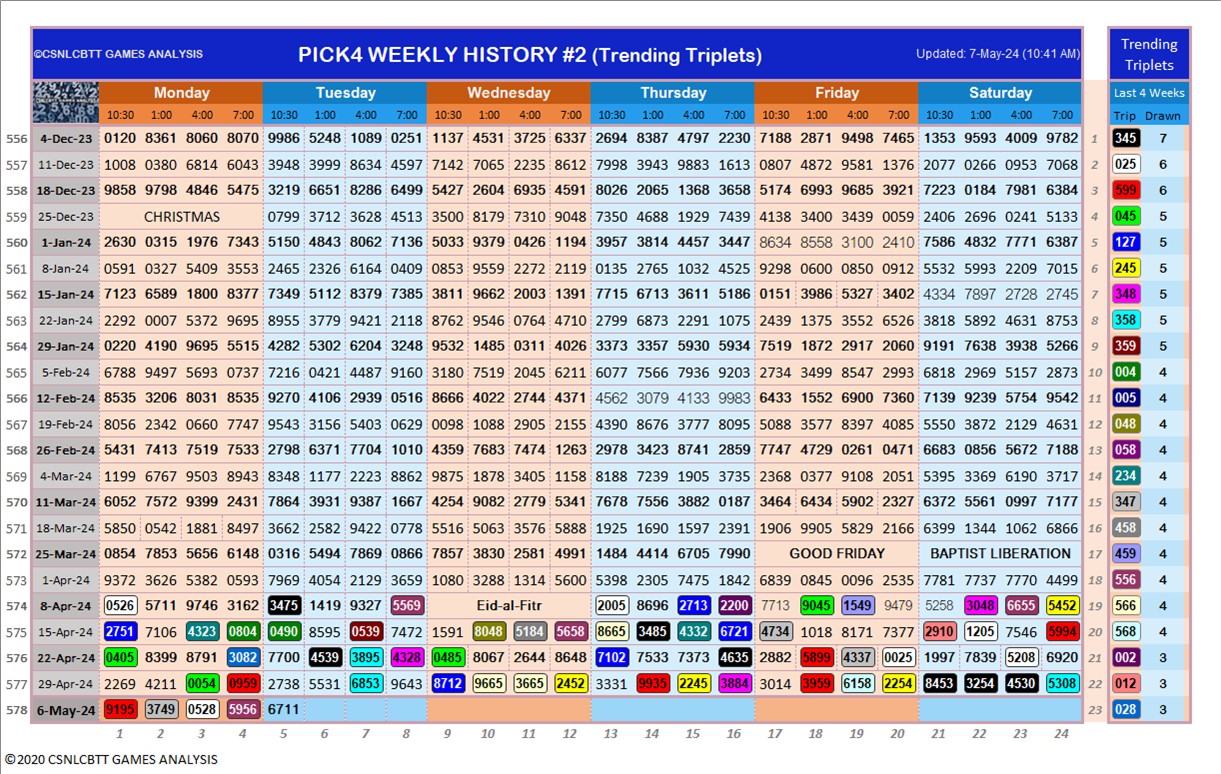 ©CSNLCBTT GAMES ANALYSIS PICK4 WEEKLY HISTORY #2 (Trending Triplets) Updated: 7-May-24 (10:41 AM) Trending Triplets
Monday Tuesday Wednesday Thursday Friday Saturday Last 4 Weeks
10:30 1:00 4:00 7:00 10:30 1:00 4:00 7:00 10:30 1:00 4:00 7:00 10:30 1:00 4:00 7:00 10:30 1:00 4:00 7:00 10:30 1:00 4:00 7:00 Trip Drawn
556 4-Dec-23 0120 8361 8060 8070 9986 5248 1089 0251 1137 4531 3725 6337 2694 8387 4797 2230 7188 2871 9498 7465 1353 9593 4009 9782 1 345 7
557 11-Dec-23 1008 0380 6814 6043 3948 3999 8634 4597 7142 7065 2235 8612 7998 3943 9885 1613 0807 4872 9581 1376 2077 0266 0953 7068 2 025 6
558 18-Dec-23 9858 9798 4846 5475 3219 6651 8286 6499 5427 2604 6935 4591 8026 2065 1368 3658 5174 6993 9685 3921 7223 0184 7981 6384 3 599 6
559 25-Dec-23 CHRISTMAS 0799 3712 3628 4513 3500 8179 7310 9048 7350 4688 1929 7439 4138 3400 3439 0059 2406 2696 0241 5133 4 045 5
560 1-Jan-24 2630 0315 1976 7343 5150 4843 8062 7136 5033 9379 0426 1194 3957 3814 4457 3447 8634 8558 3100 2410 7586 4832 7771 6387 5 127 5
561 8-Jan-24 0591 0327 5409 3553 2465 2326 6164 0409 0853 9559 2272 2119 0135 2765 1032 4525 9298 0600 0850 0912 5532 5993 2209 7015 6 245 5
562 15-Jan-24 7123 6589 1800 8377 7349 5112 8379 7385 3811 9662 2003 1391 7715 6713 3611 5186 0151 3986 5327 3402 4334 7897 2728 2745 7 348 5
563 22-Jan-24 2292 0007 5372 9695 8955 3779 9421 2118 8762 9546 0764 4710 2799 6873 2291 1075 2439 1375 3552 6526 3818 5892 4631 8753 8 358 5
564 29-Jan-24 0220 4190 9695 5515 4282 5302 6204 3248 9532 1485 0311 4026 3373 3357 5930 5934 7519 1872 2917 2060 9191 7638 3938 5266 9 359 5
565 5-Feb-24 6788 9497 5693 0737 7216 0421 4487 9160 3180 7519 2045 6211 6077 7566 7936 9203 2734 3499 8547 2993 6818 2969 5157 2873 10 004 4
566 12-Feb-24 8535 3206 8031 8535 9270 4106 2939 0516 8666 4022 2744 4371 4562 3079 4133 9983 6433 1552 6900 7360 7139 9239 5754 9542 11 005 4
567 19-Feb-24 8056 2342 0660 7747 9543 3156 5403 0629 0098 1088 2905 2155 4390 8676 3777 8095 5088 3577 8397 4085 5550 3872 2129 4631 12 048 4
568 26-Feb-24 5431 7413 7519 7533 2798 6371 7704 1010 4359 7683 7474 1263 2978 3423 8741 2859 7747 4729 0261 0471 6683 0856 5672 7188 13 058 4
569 4-Mar-24 1199 6767 9503 8943 8348 1177 2223 8868 9875 1878 3405 1158 8188 7239 1963 3735 2368 0377 9108 2051 5395 3369 6190 3717 14 234 4
570 11-Mar-24 6052 7572 9399 2431 7864 3931 9387 1667 4254 9082 2779 5341 7678 7556 3882 0187 3464 6434 5902 2327 6372 5561 0997 7177 15 347 4
571 18-Mar-24 5850 0542 1881 8497 3662 2582 9422 0778 5516 5063 3576 5888 1925 1690 1597 2391 1906 9905 5829 2166 6399 1344 1062 6866 16 458 4
572 25-Mar-24 0854 7853 5656 6148 0316 5494 7869 0866 7857 3830 2581 4991 1484 4414 6705 7990 GOOD FRIDAY BAPTIST LIBERATION 17 459 4
573 1-Apr-24 9372 3626 5382 0593 7969 4054 2129 3659 1080 3288 1314 5600 5398 2305 7475 1842 6839 0845 0096 2535 7781 7737 7770 4499 18 556 4
574 8-Apr-24 0526 5711 9746 3162 3475 1419 9327 5569 Eid-al-Fitr 2005 8696 2713 2200 7713 9045 1549 9479 5258 3048 6655 5452 19 566 4
575 15-Apr-24 2751 7106 4323 0804 0490 8595 0539 7472 1591 8048 5184 5658 8665 3485 4332 6721 4734 1018 8171 7377 2910 1205 7546 5994 20 568 4
576 22-Apr-24 0405 8399 8791 3082 7700 4539 3895 4328 0485 8067 2644 8648 7102 7533 7373 4635 2882 5899 4337 0025 1997 7839 5208 6920 21 002 3
577 29-Apr-24 2269 4211 0054 0959 2738 5531 6853 9643 8712 9665 3665 2452 3331 9935 2245 3884 3014 3959 6158 2254 8453 3254 4530 5308 22 012 3
578 6-May-24 9195 3749 0528 5956 6711 23 028 3
1 2 3 4 5 6 7 8 9 10 11 12 13 14 15 16 17 18 19 20 21 22 23 24
©2020 CSNLCBTT GAMES ANALYSIS